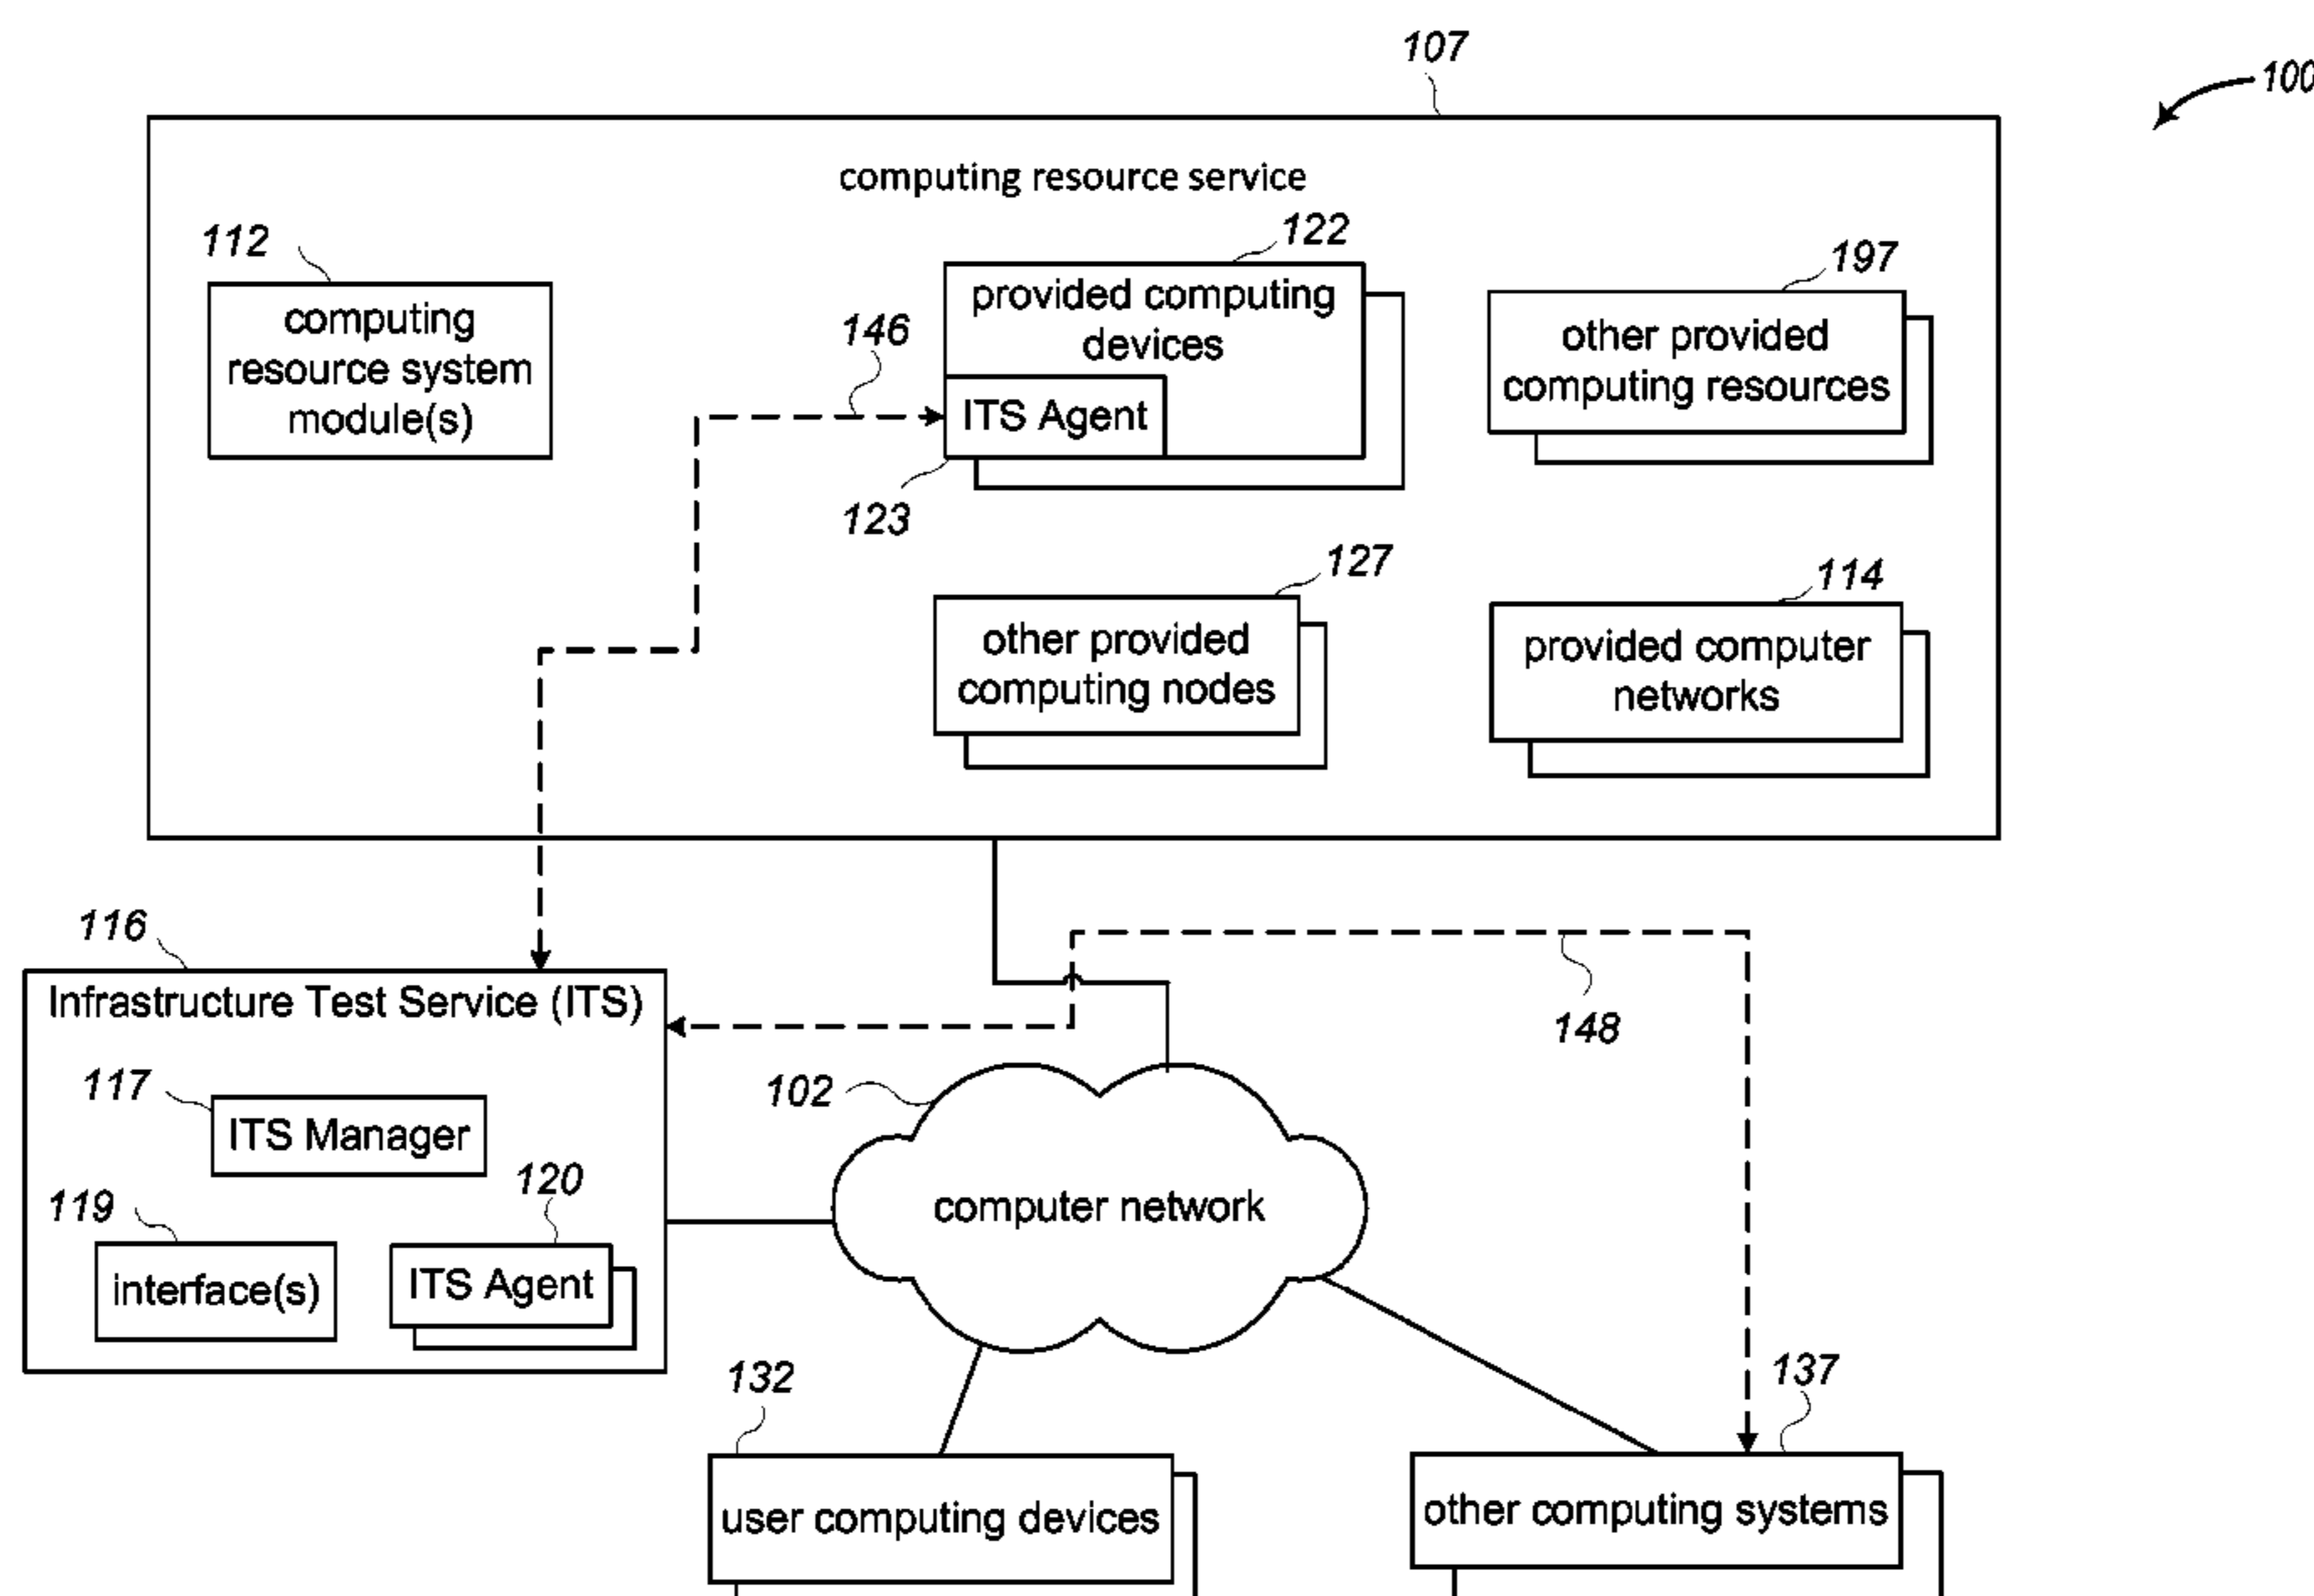 107
100
computing resource service
112
122
197
computing
resource system
module(s)
146
provided computing
devices
ITS Agent
other provided
computing resources
123
127
114
other provided
computing nodes
provided computer
networks
116
Infrastructure Test Service (ITS)
148
117
ITS Manager
102
computer network
119
120
interface(s)
ITS Agent
132
137
user computing devices
other computing systems